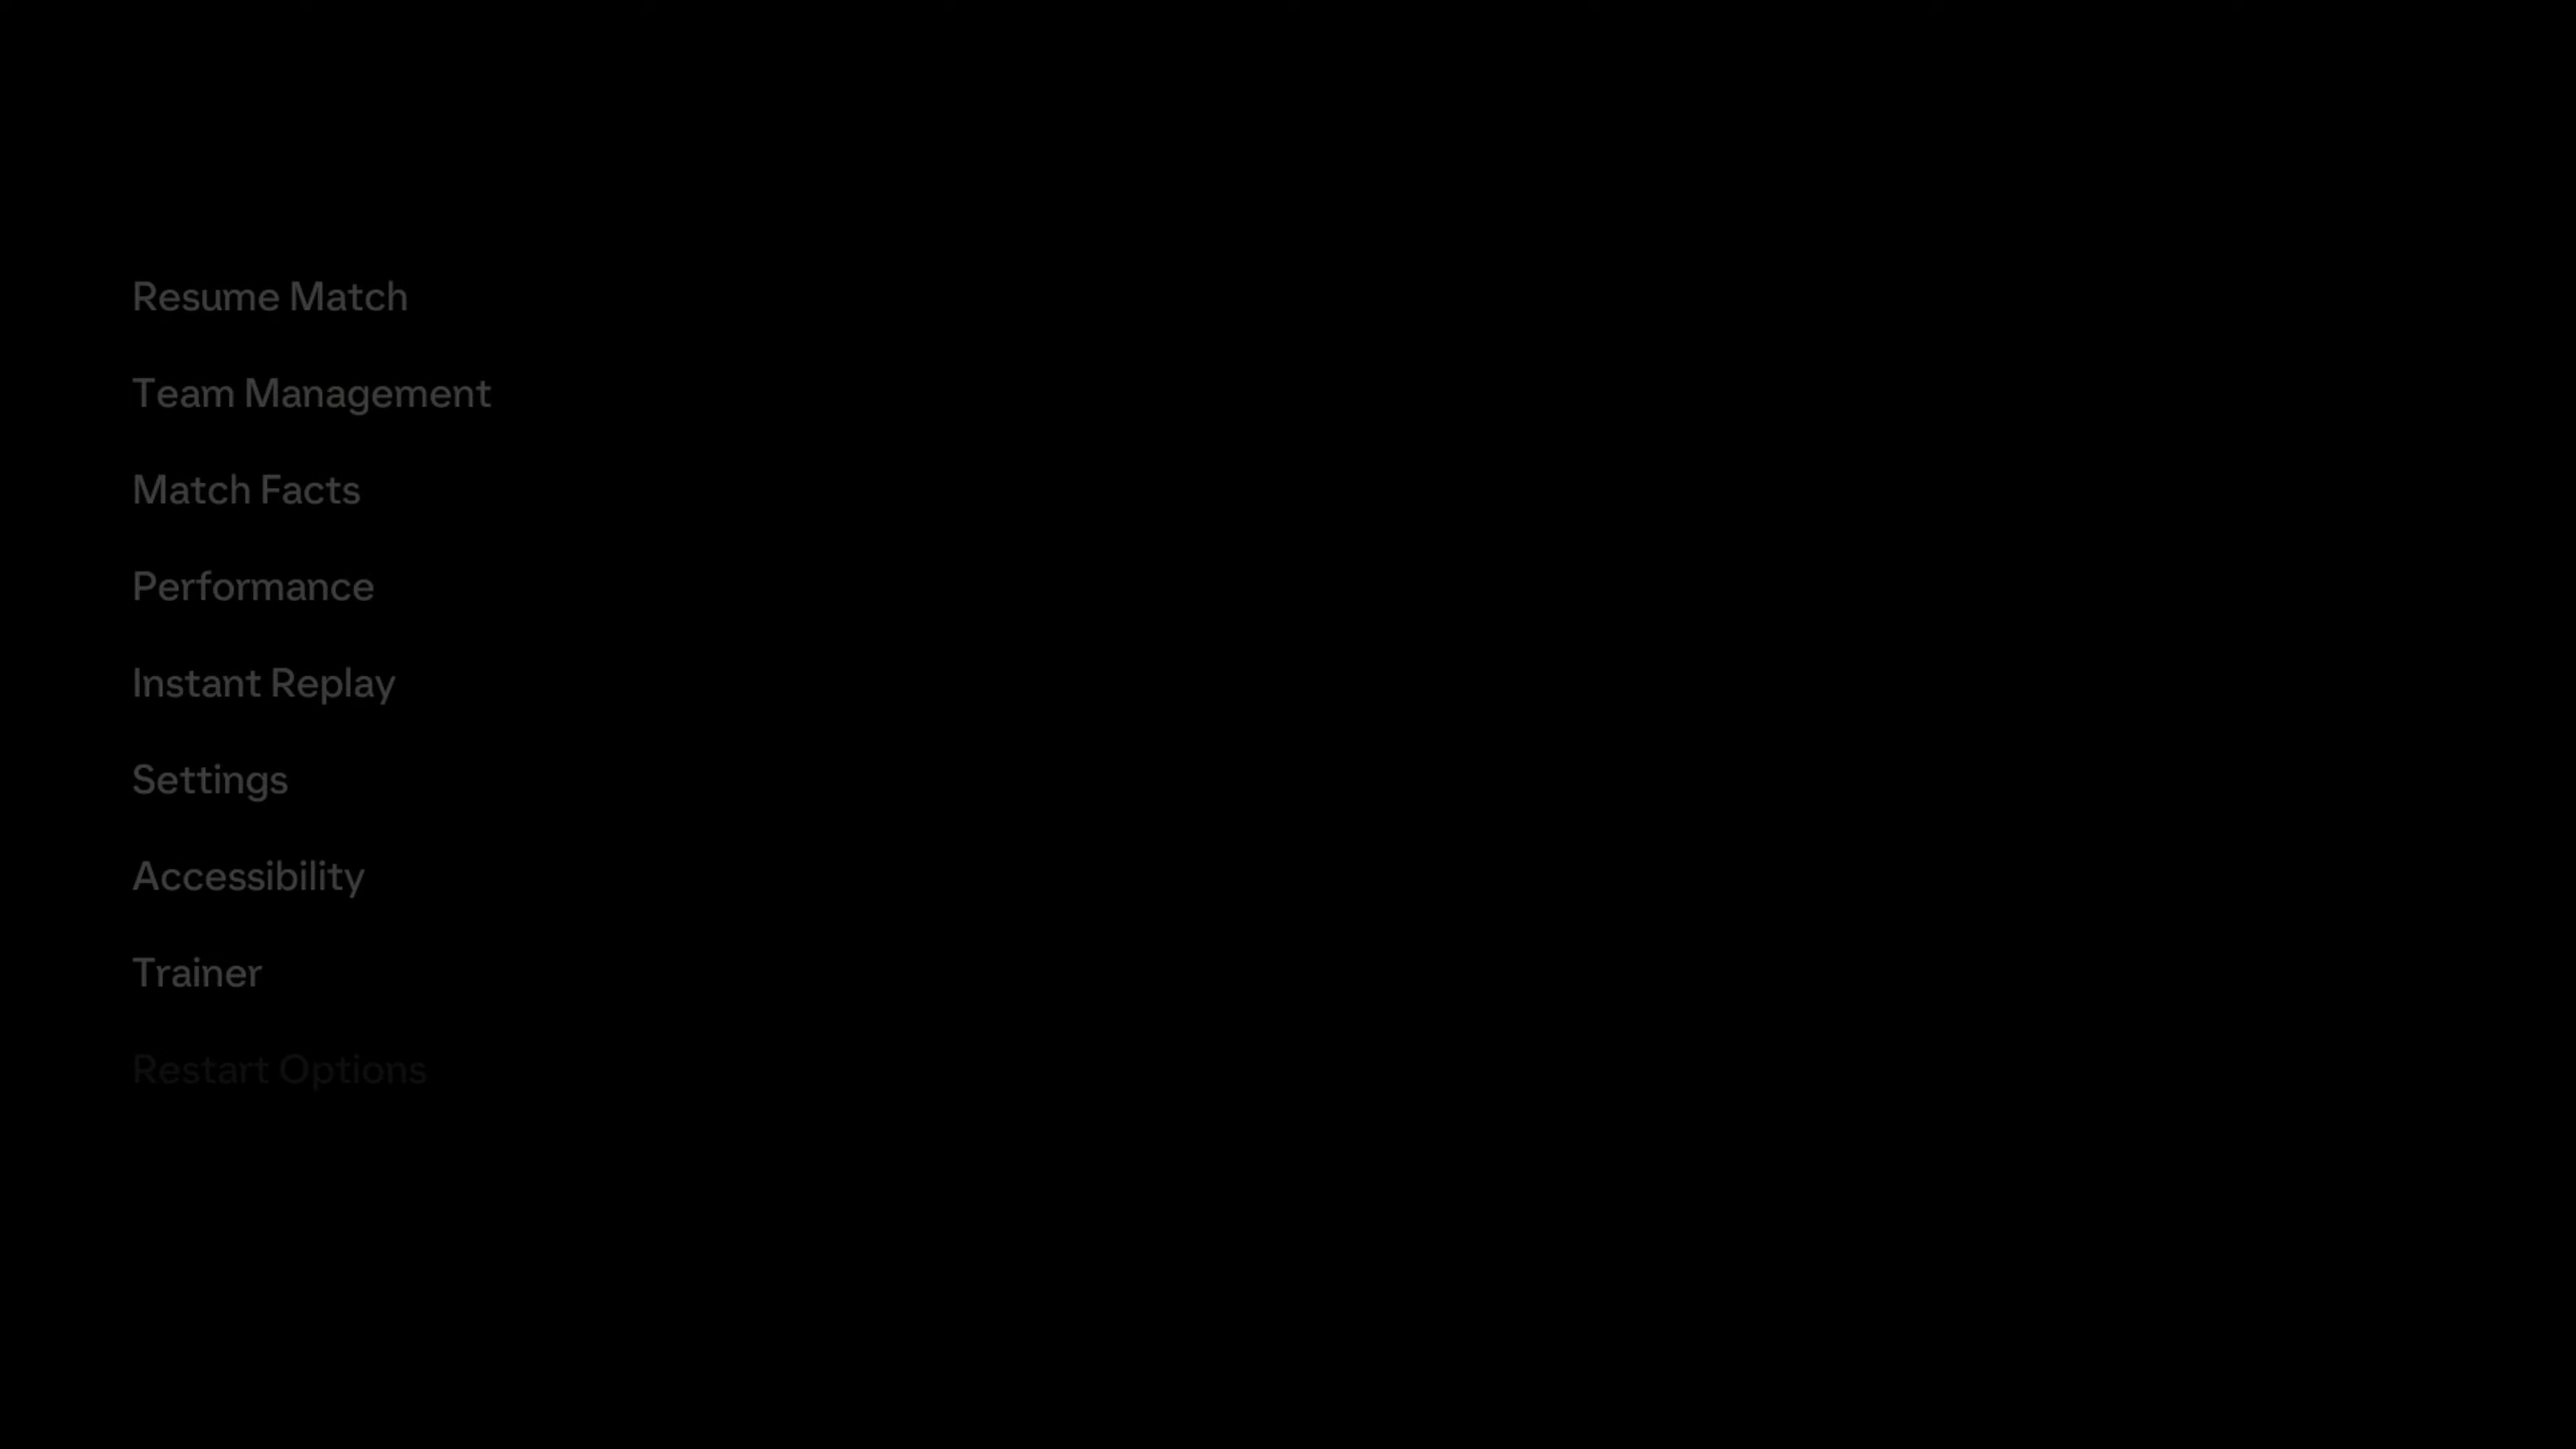 Resume Match
Team Management
Match Facts
Performance
Instant Replay
Settings
Accessibility
Trainer
Restart Options